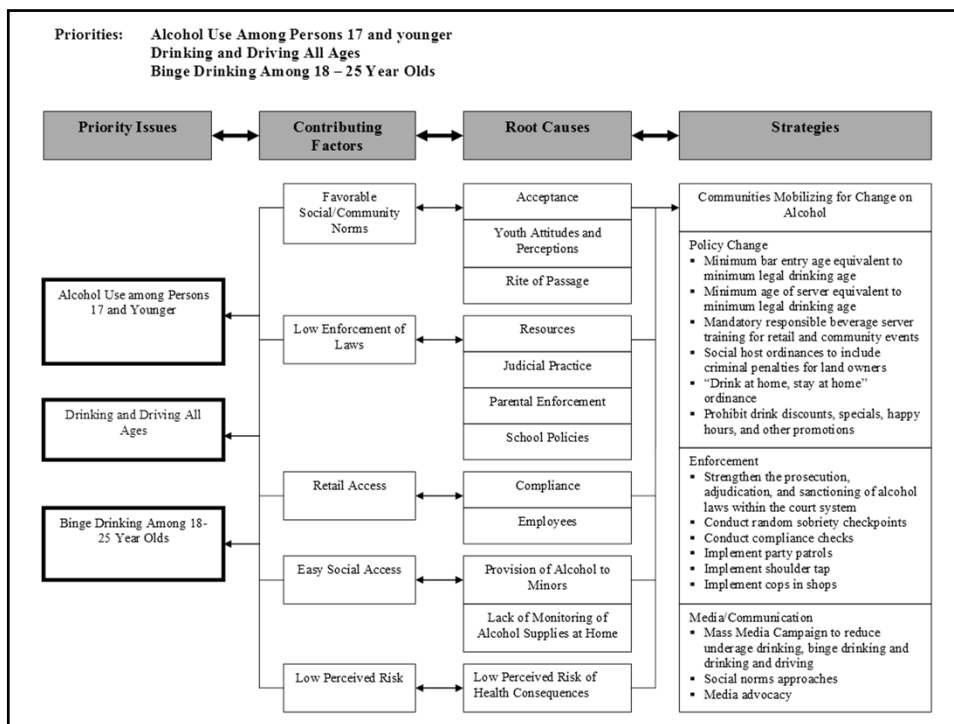 Priorities: Alcohol Use Among Persons 17 and younger
Drinking and Driving All Ages
Binge Drinking Among 18 – 25 Year Olds
Priority Issues
Contributing
Factors
Root Causes
Strategies
Alcohol Use among Persons
17 and Younger
Drinking and Driving All
Ages
Binge Drinking Among 18-
25 Year Olds
Favorable
Social/Community
Norms
Low Enforcement of
Laws
Retail Access
Easy Social Access
Low Perceived Risk
Acceptance
Youth Attitudes and
Perceptions
Rite of Passage
Resources
Judicial Practice
Parental Enforcement
School Policies
Compliance
Employees
Provision of Alcohol to
Minors
Lack of Monitoring of
Alcohol Supplies at Home
Low Perceived Risk of
Health Consequences
Communities Mobilizing for Change on
Alcohol
Policy Change
▪ Minimum bar entry age equivalent to
minimum legal drinking age
▪ Minimum age of server equivalent to
minimum legal drinking age
▪ Mandatory responsible beverage server
training for retail and community events
▪ Social host ordinances to include
criminal penalties for land owners
▪ “Drink at home, stay at home”
ordinance
▪ Prohibit drink discounts, specials, happy
hours, and other promotions
Enforcement
▪ Strengthen the prosecution,
adjudication, and sanctioning of alcohol
laws within the court system
▪ Conduct random sobriety checkpoints
▪ Conduct compliance checks
▪ Implement party patrols
▪ Implement shoulder tap
▪ Implement cops in shops
Media/Communication
▪ Mass Media Campaign to reduce
underage drinking, binge drinking and
drinking and driving
▪ Social norms approaches
▪ Media advocacy